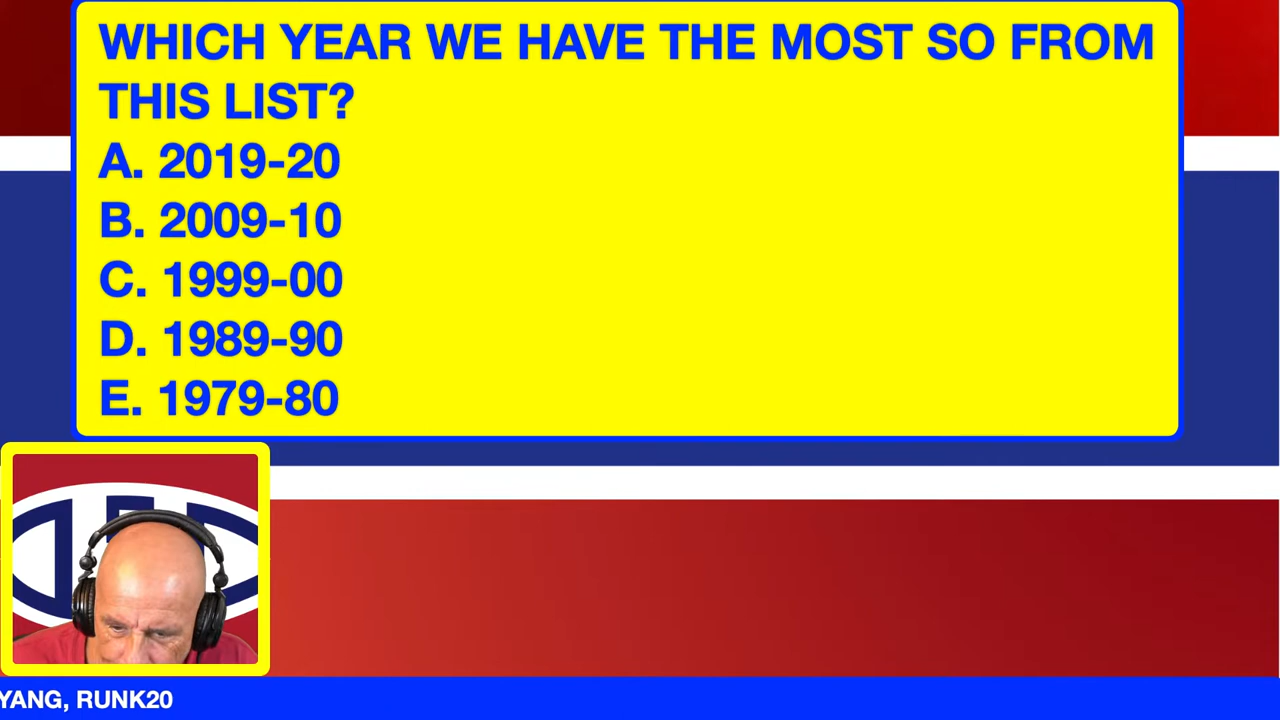 WHICH YEAR WE HAVE THE MOST SO FROM
THIS LIST?
A. 2019-20
B. 2009-10
C. 1999-00
D. 1989-90
E. 1979-80
YANG, RUNK20